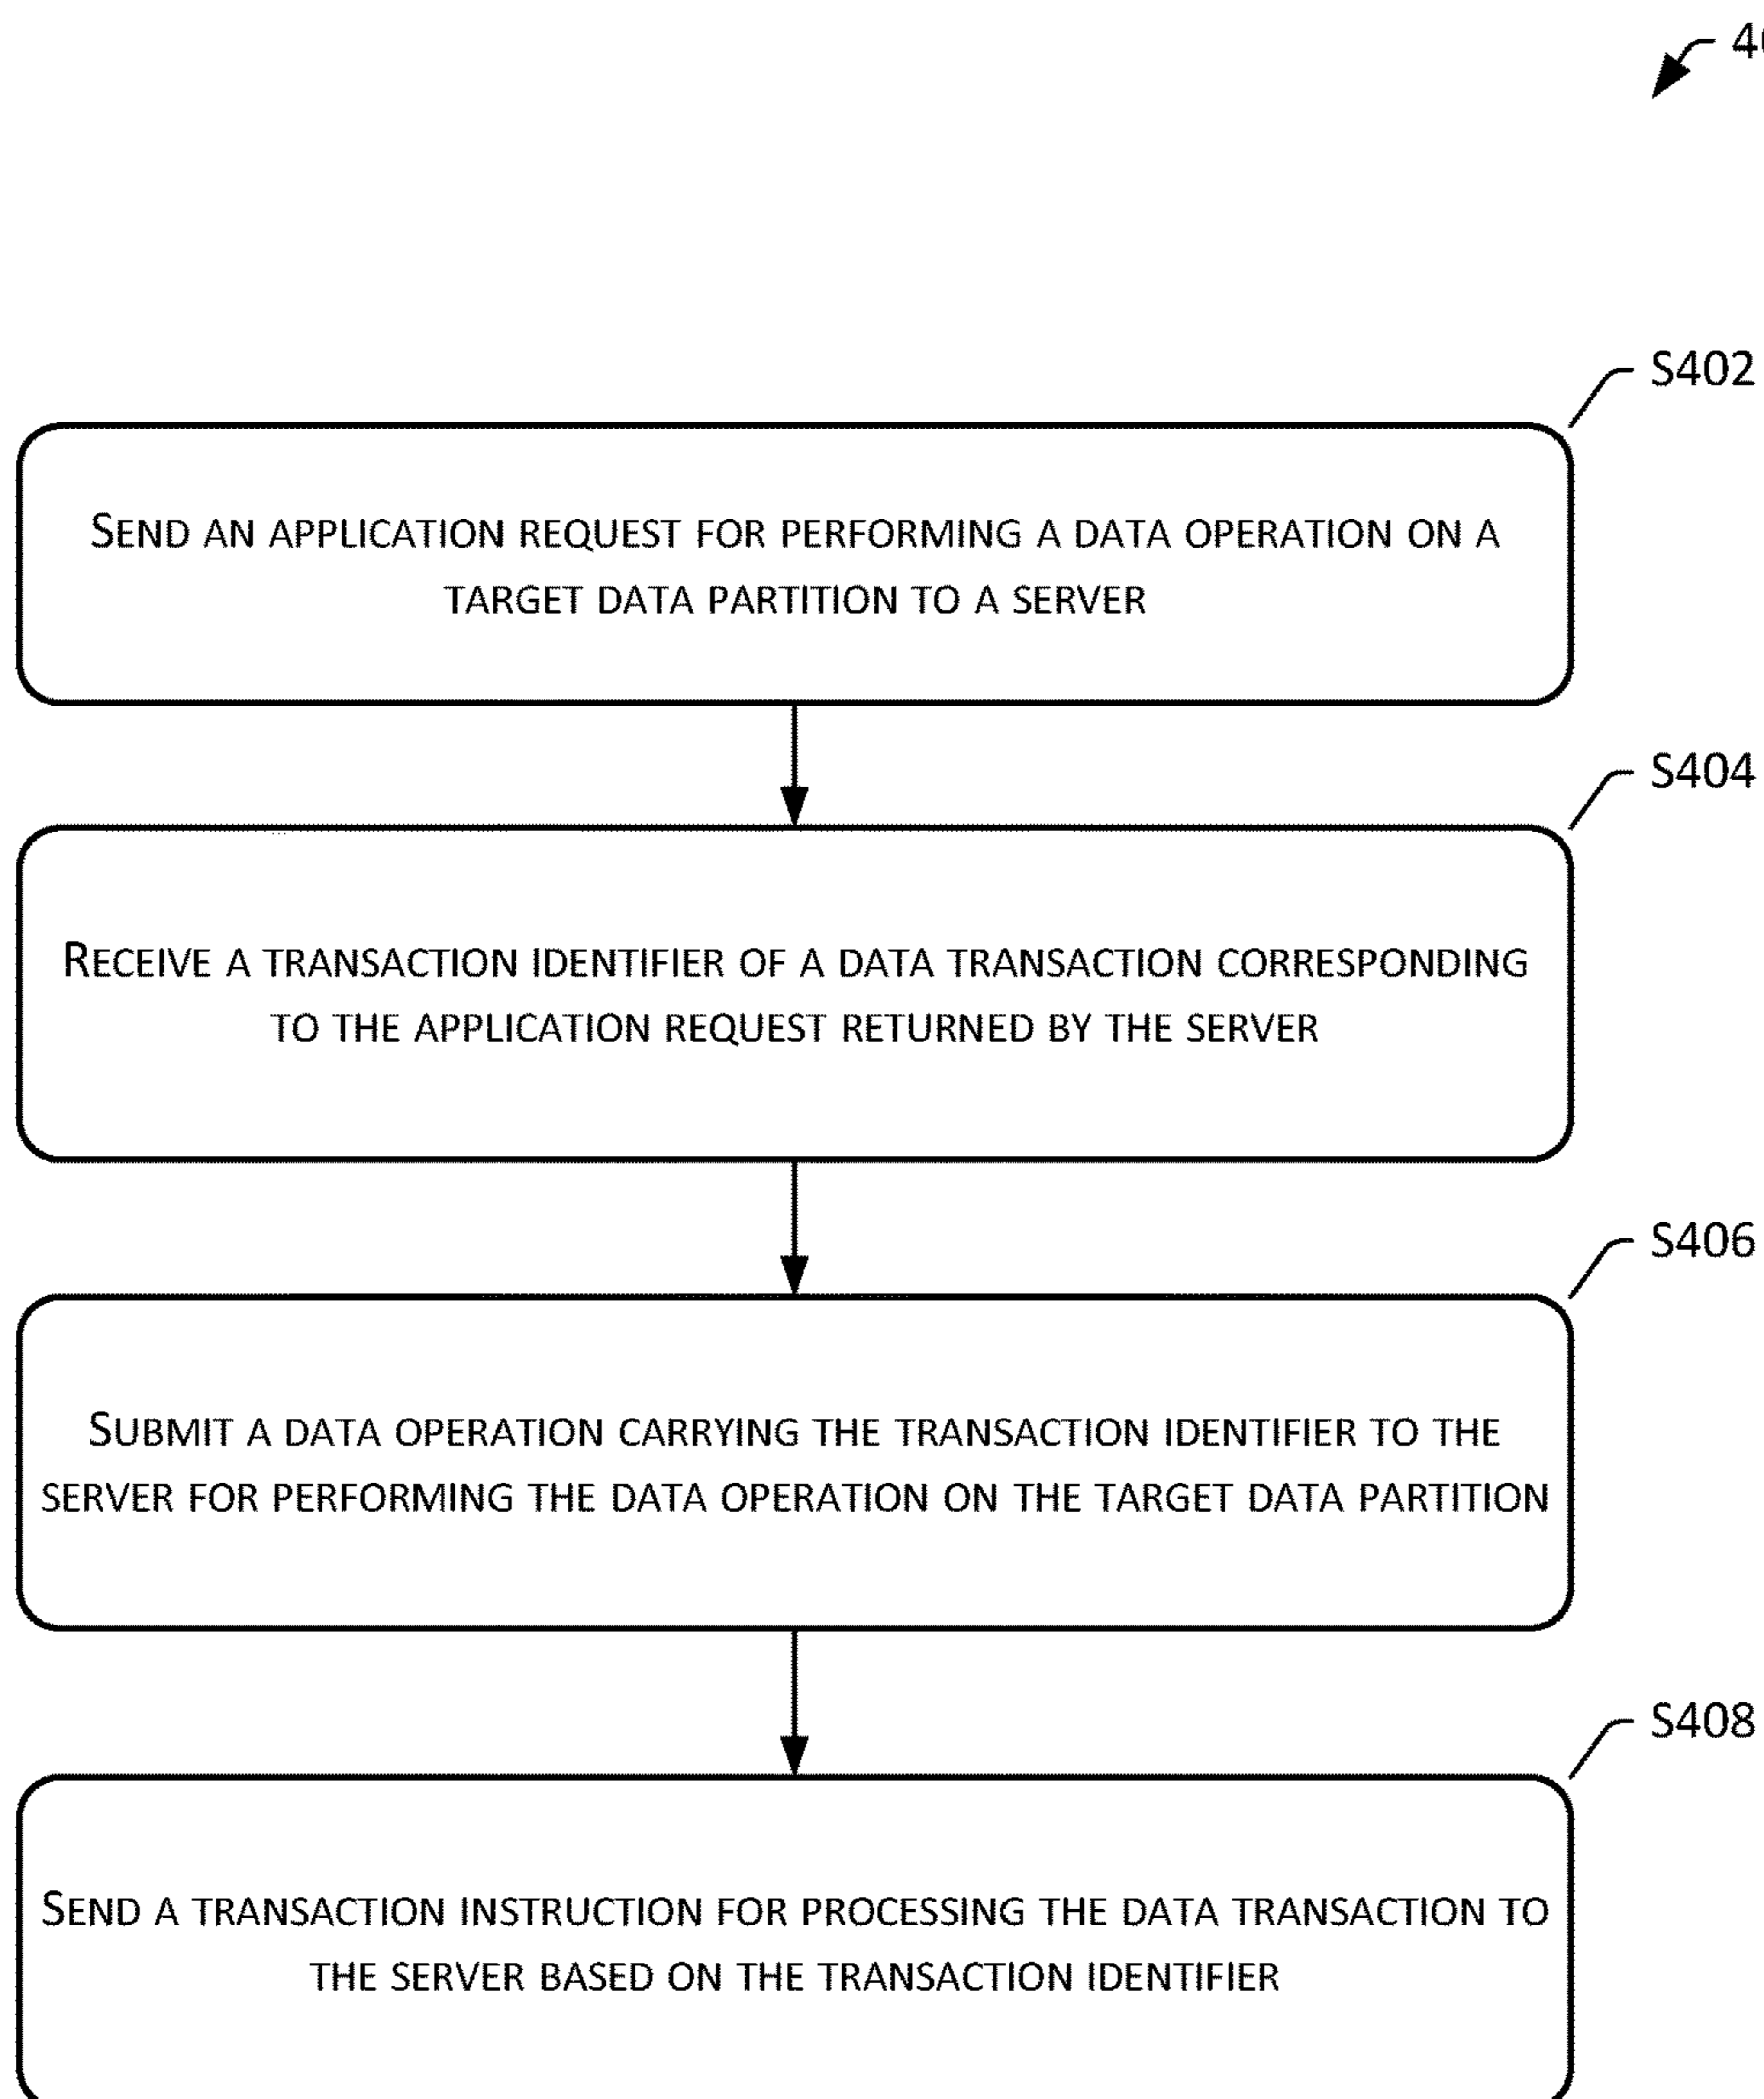 S402
SEND AN APPLICATION REQUEST FOR PERFORMING A DATA OPERATION ON A
TARGET DATA PARTITION TO A SERVER
S404
RECEIVE A TRANSACTION IDENTIFIER OF A DATA TRANSACTION CORRESPONDING
TO THE APPLICATION REQUEST RETURNED BY THE SERVER
S406
SUBMIT A DATA OPERATION CARRYING THE TRANSACTION IDENTIFIER TO THE
SERVER FOR PERFORMING THE DATA OPERATION ON THE TARGET DATA PARTITION
S408
SEND A TRANSACTION INSTRUCTION FOR PROCESSING THE DATA TRANSACTION TO
THE SERVER BASED ON THE TRANSACTION IDENTIFIER